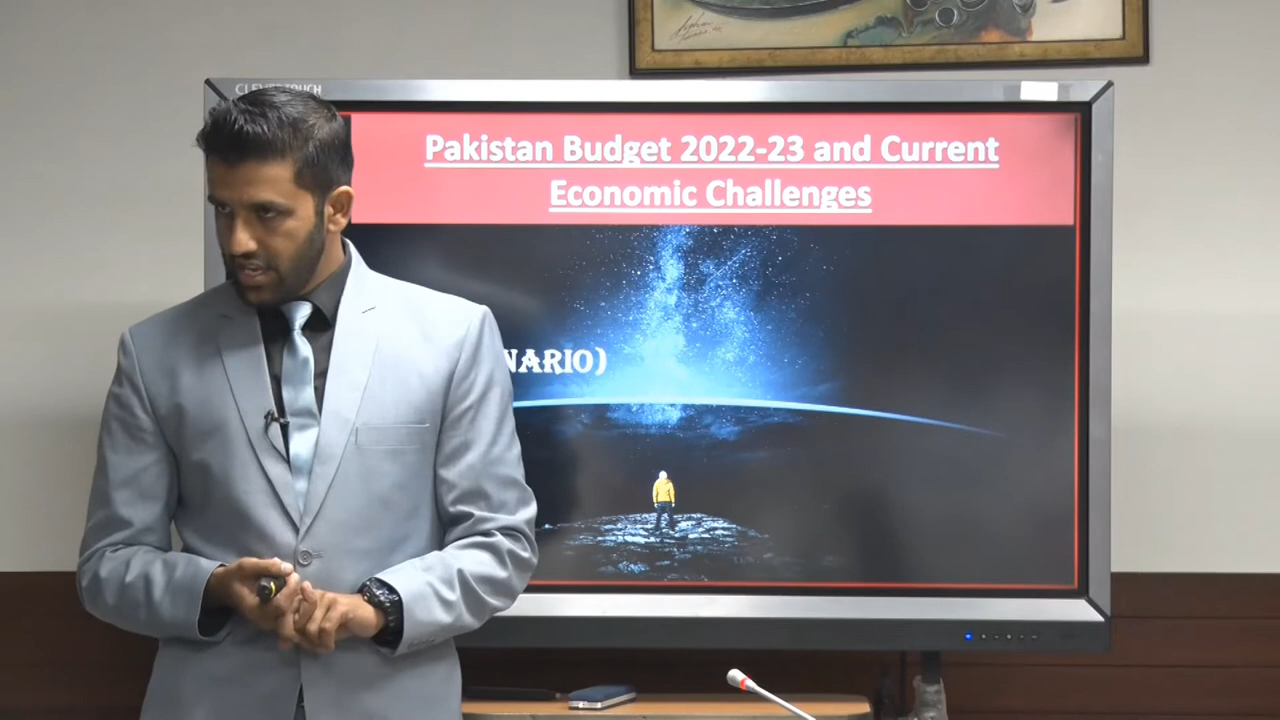 CLEVERTOUCH
Pakistan Budget 2022-23 and Current
Economic Challenges
NARIO)